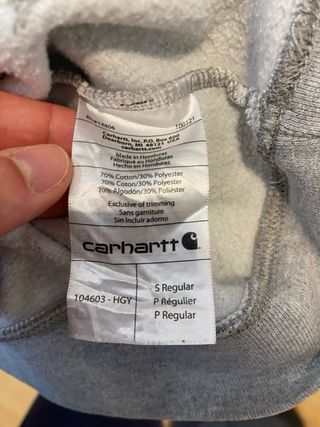 T00121
Carhartt, Inc. P.O. Box 600
Dearborn, MI 48121 USA
carhartt.com
Made in Honduras
Fabriqué au Honduras
Hecho en Honduras
70% Cotton/30% Polyester
70% Coton/30% Polyester
70% Algodón/30% Poliéster
Exclusive of trimming
Sans garniture
Sin incluir adorno
carhartt
104603 - HGY
S Regular
P Régulier
P Regular